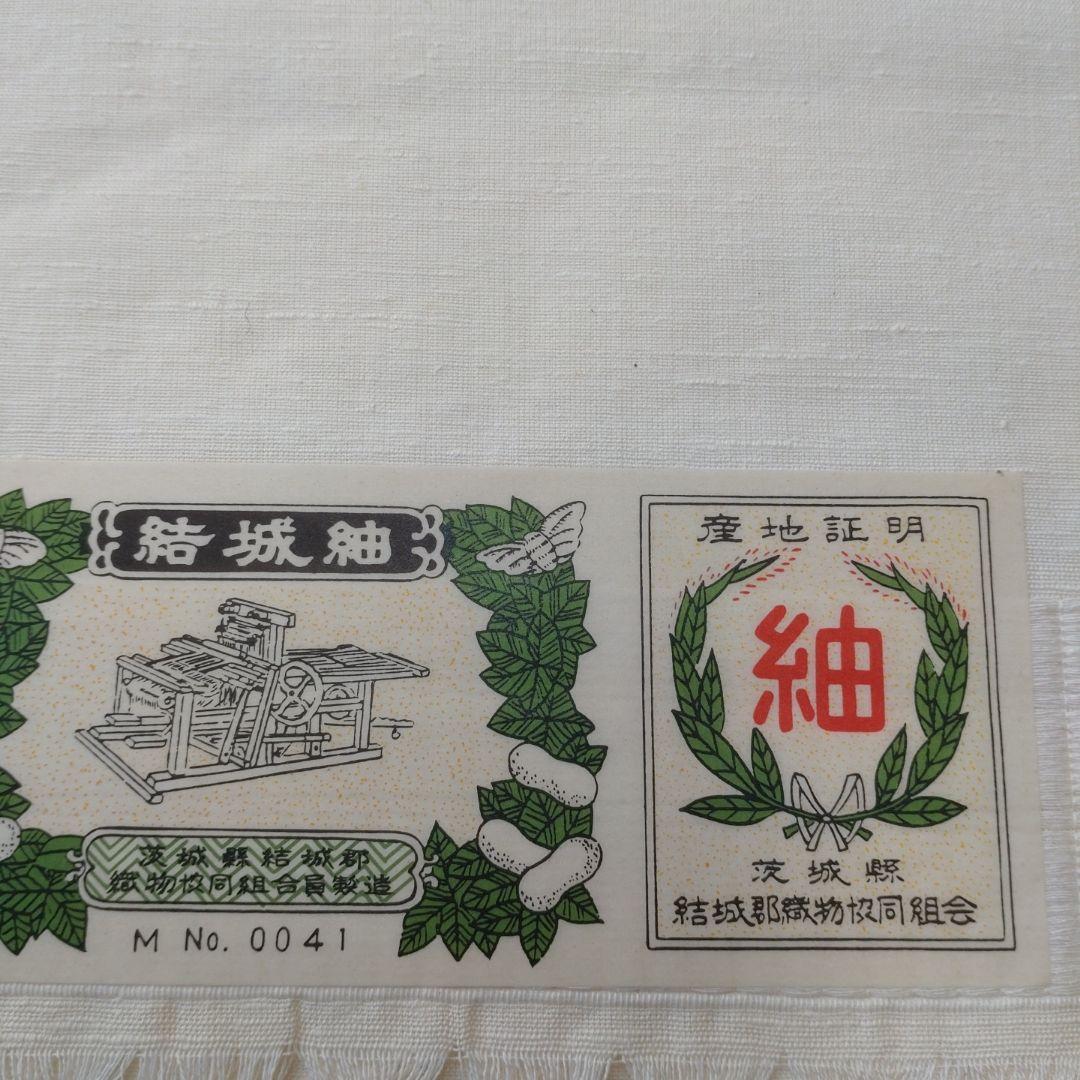 結城紬
茨城縣結城郡
織物協同組合員製造
M No. 0041
産地証明
紬
茨城縣
結城郡織物協同組合